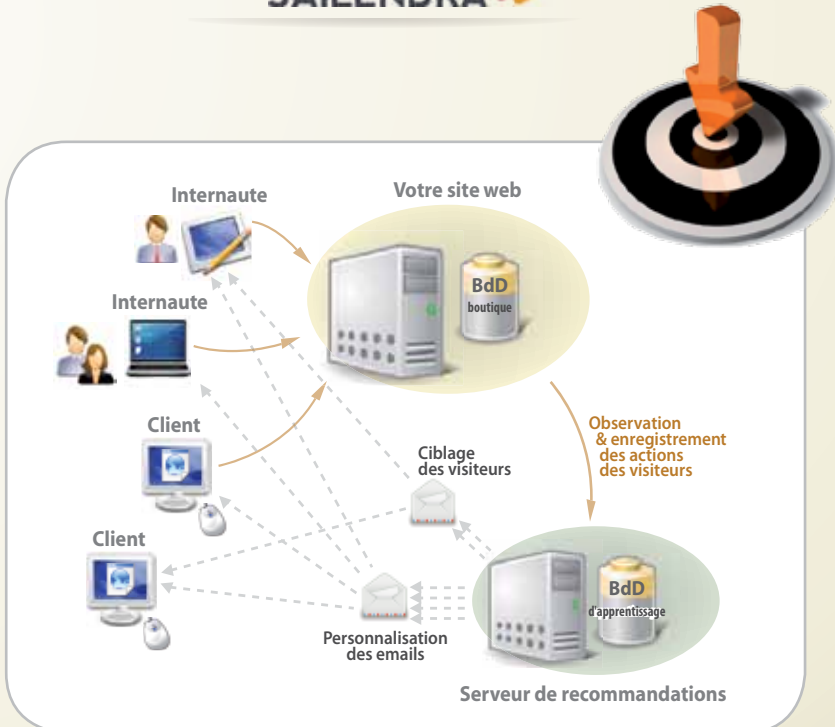 SAILENDRA
Internaute
Votre site web
BdD
boutique
Internaute
Client
Observation
& enregistrement
des actions
des visiteurs
Ciblage
des visiteurs
Client
BdD
d'apprentissage
Personnalisation
des emails
Serveur de recommandations